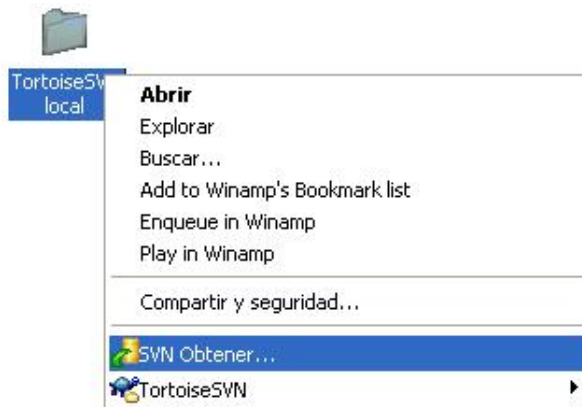 TortoiseSV
local
Abrir
Explorar
Buscar...
Add to Winamp's Bookmark list
Enqueue in Winamp
Play in Winamp
Compartir y seguridad...
SVN Obtener...
TortoiseSVN